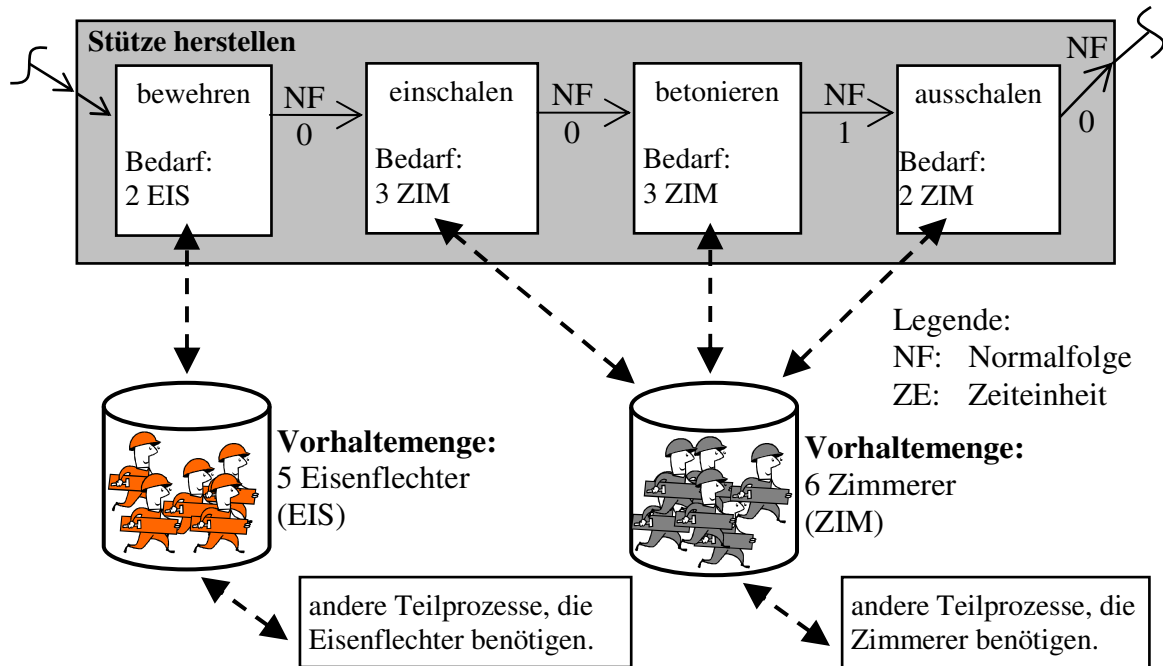 Stütze herstellen
bewehren
Bedarf:
2 EIS
NF
0
einschalen
Bedarf:
3 ZIM
NF
0
betonieren
Bedarf:
3 ZIM
NF
1
ausschalen
Bedarf:
2 ZIM
NF
0
Legende:
NF: Normalfolge
ZE: Zeiteinheit
Vorhaltemenge:
5 Eisenflechter
(EIS)
Vorhaltemenge:
6 Zimmerer
(ZIM)
andere Teilprozesse, die
Eisenflechter benötigen.
andere Teilprozesse, die
Zimmerer benötigen.